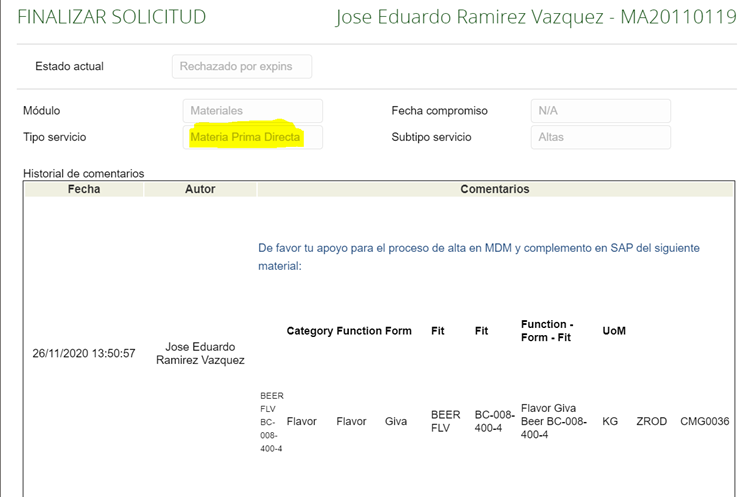 FINALIZAR SOLICITUD
Jose Eduardo Ramirez Vazquez - MA20110119
Estado actual
Rechazado por expins
Módulo
Materiales
Fecha compromiso
N/A
Tipo servicio
Materia Prima Directa
Subtipo servicio
Altas
Historial de comentarios
Fecha
Autor
Comentarios
De favor tu apoyo para el proceso de alta en MDM y complemento en SAP del siguiente
material:
26/11/2020 13:50:57
Jose Eduardo
Ramirez Vazquez
Category
Function
Form
Fit
Fit
Function -
Form - Fit
UoM
BEER
FLV
BC-
008-
400-4
Flavor
Flavor
Giva
BEER
FLV
BC-008-
400-4
Flavor Giva
Beer BC-008-
400-4
KG
ZROD
CMG0036